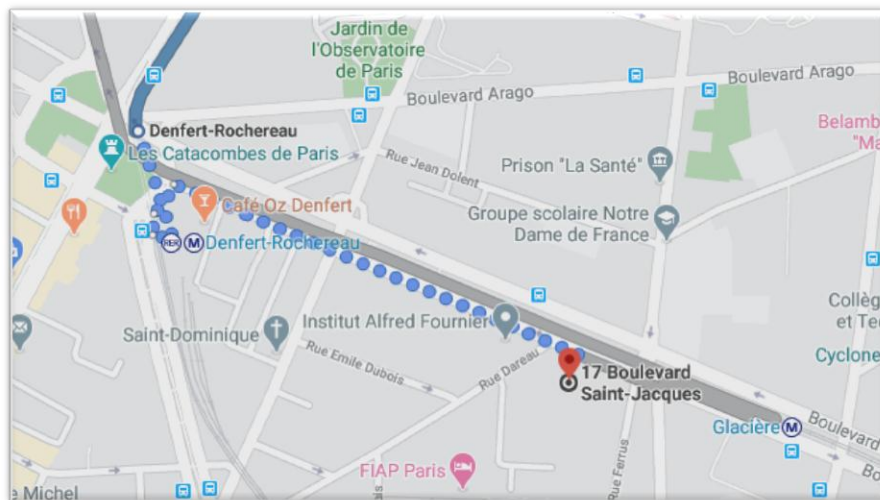 Jardin de
l'Observatoire
de Paris
Boulevard Arago
Boulevard Arago
Denfert-Rochereau
Les Catacombes de Paris
Rue Jean Dolent
Prison "La Santé"
Belamb
"Ma
Café Oz Denfert
Groupe scolaire Notre
Dame de France
RER
M
Denfert-Rochereau
Saint-Dominique
Institut Alfred Fournier
Collèg
et Tec
Cyclone
Rue Emile Dubois
Rue Dareau
17 Boulevard
Saint-Jacques
Glacière
M
Boulevard
Bo
Rue Ferrus
FIAP Paris
e Michel